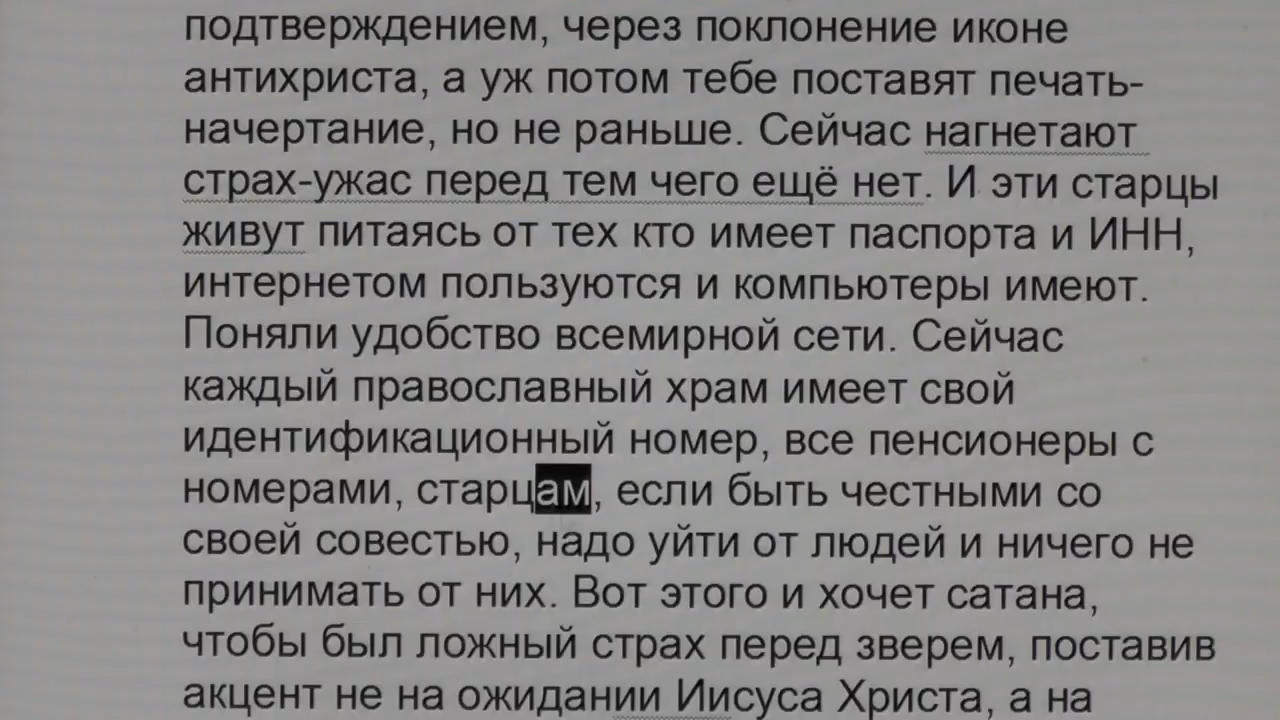 подтверждением, через поклонение иконе
антихриста, а уж потом тебе поставят печать-
начертание, но не раньше. Сейчас нагнетают
страх-ужас перед тем чего ещё нет. И эти старцы
живут питаясь от тех кто имеет паспорта и ИНН,
интернетом пользуются и компьютеры имеют.
Поняли удобство всемирной сети. Сейчас
каждый православный храм имеет свой
идентификационный номер, все пенсионеры с
номерами, старцам, если быть честными со
своей совестью, надо уйти от людей и ничего не
принимать от них. Вот этого и хочет сатана,
чтобы был ложный страх перед зверем, поставив
акцент не на ожидании Иисуса Христа, а на